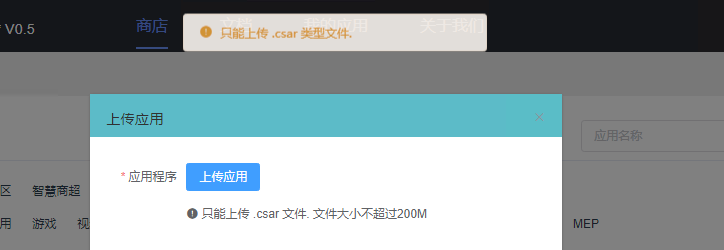 V0.5 商店 文档 我的应用 关于我们
只能上传 .csar 类型文件.
上传应用
应用名称
* 应用程序 上传应用
区 智慧商超
只能上传 .csar 文件. 文件大小不超过200M
用 游戏 视 MEP